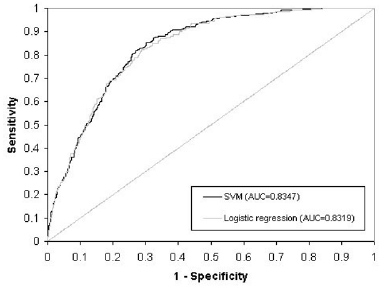 1
0.9
0.8
0.7
0.6
0.5
0.4
0.3
0.2
0.1
0
Sensitivity
SVM (AUC=0.8347)
Logistic regression (AUC=0.8319)
0 0.1 0.2 0.3 0.4 0.5 0.6 0.7 0.8 0.9 1
1 - Specificity